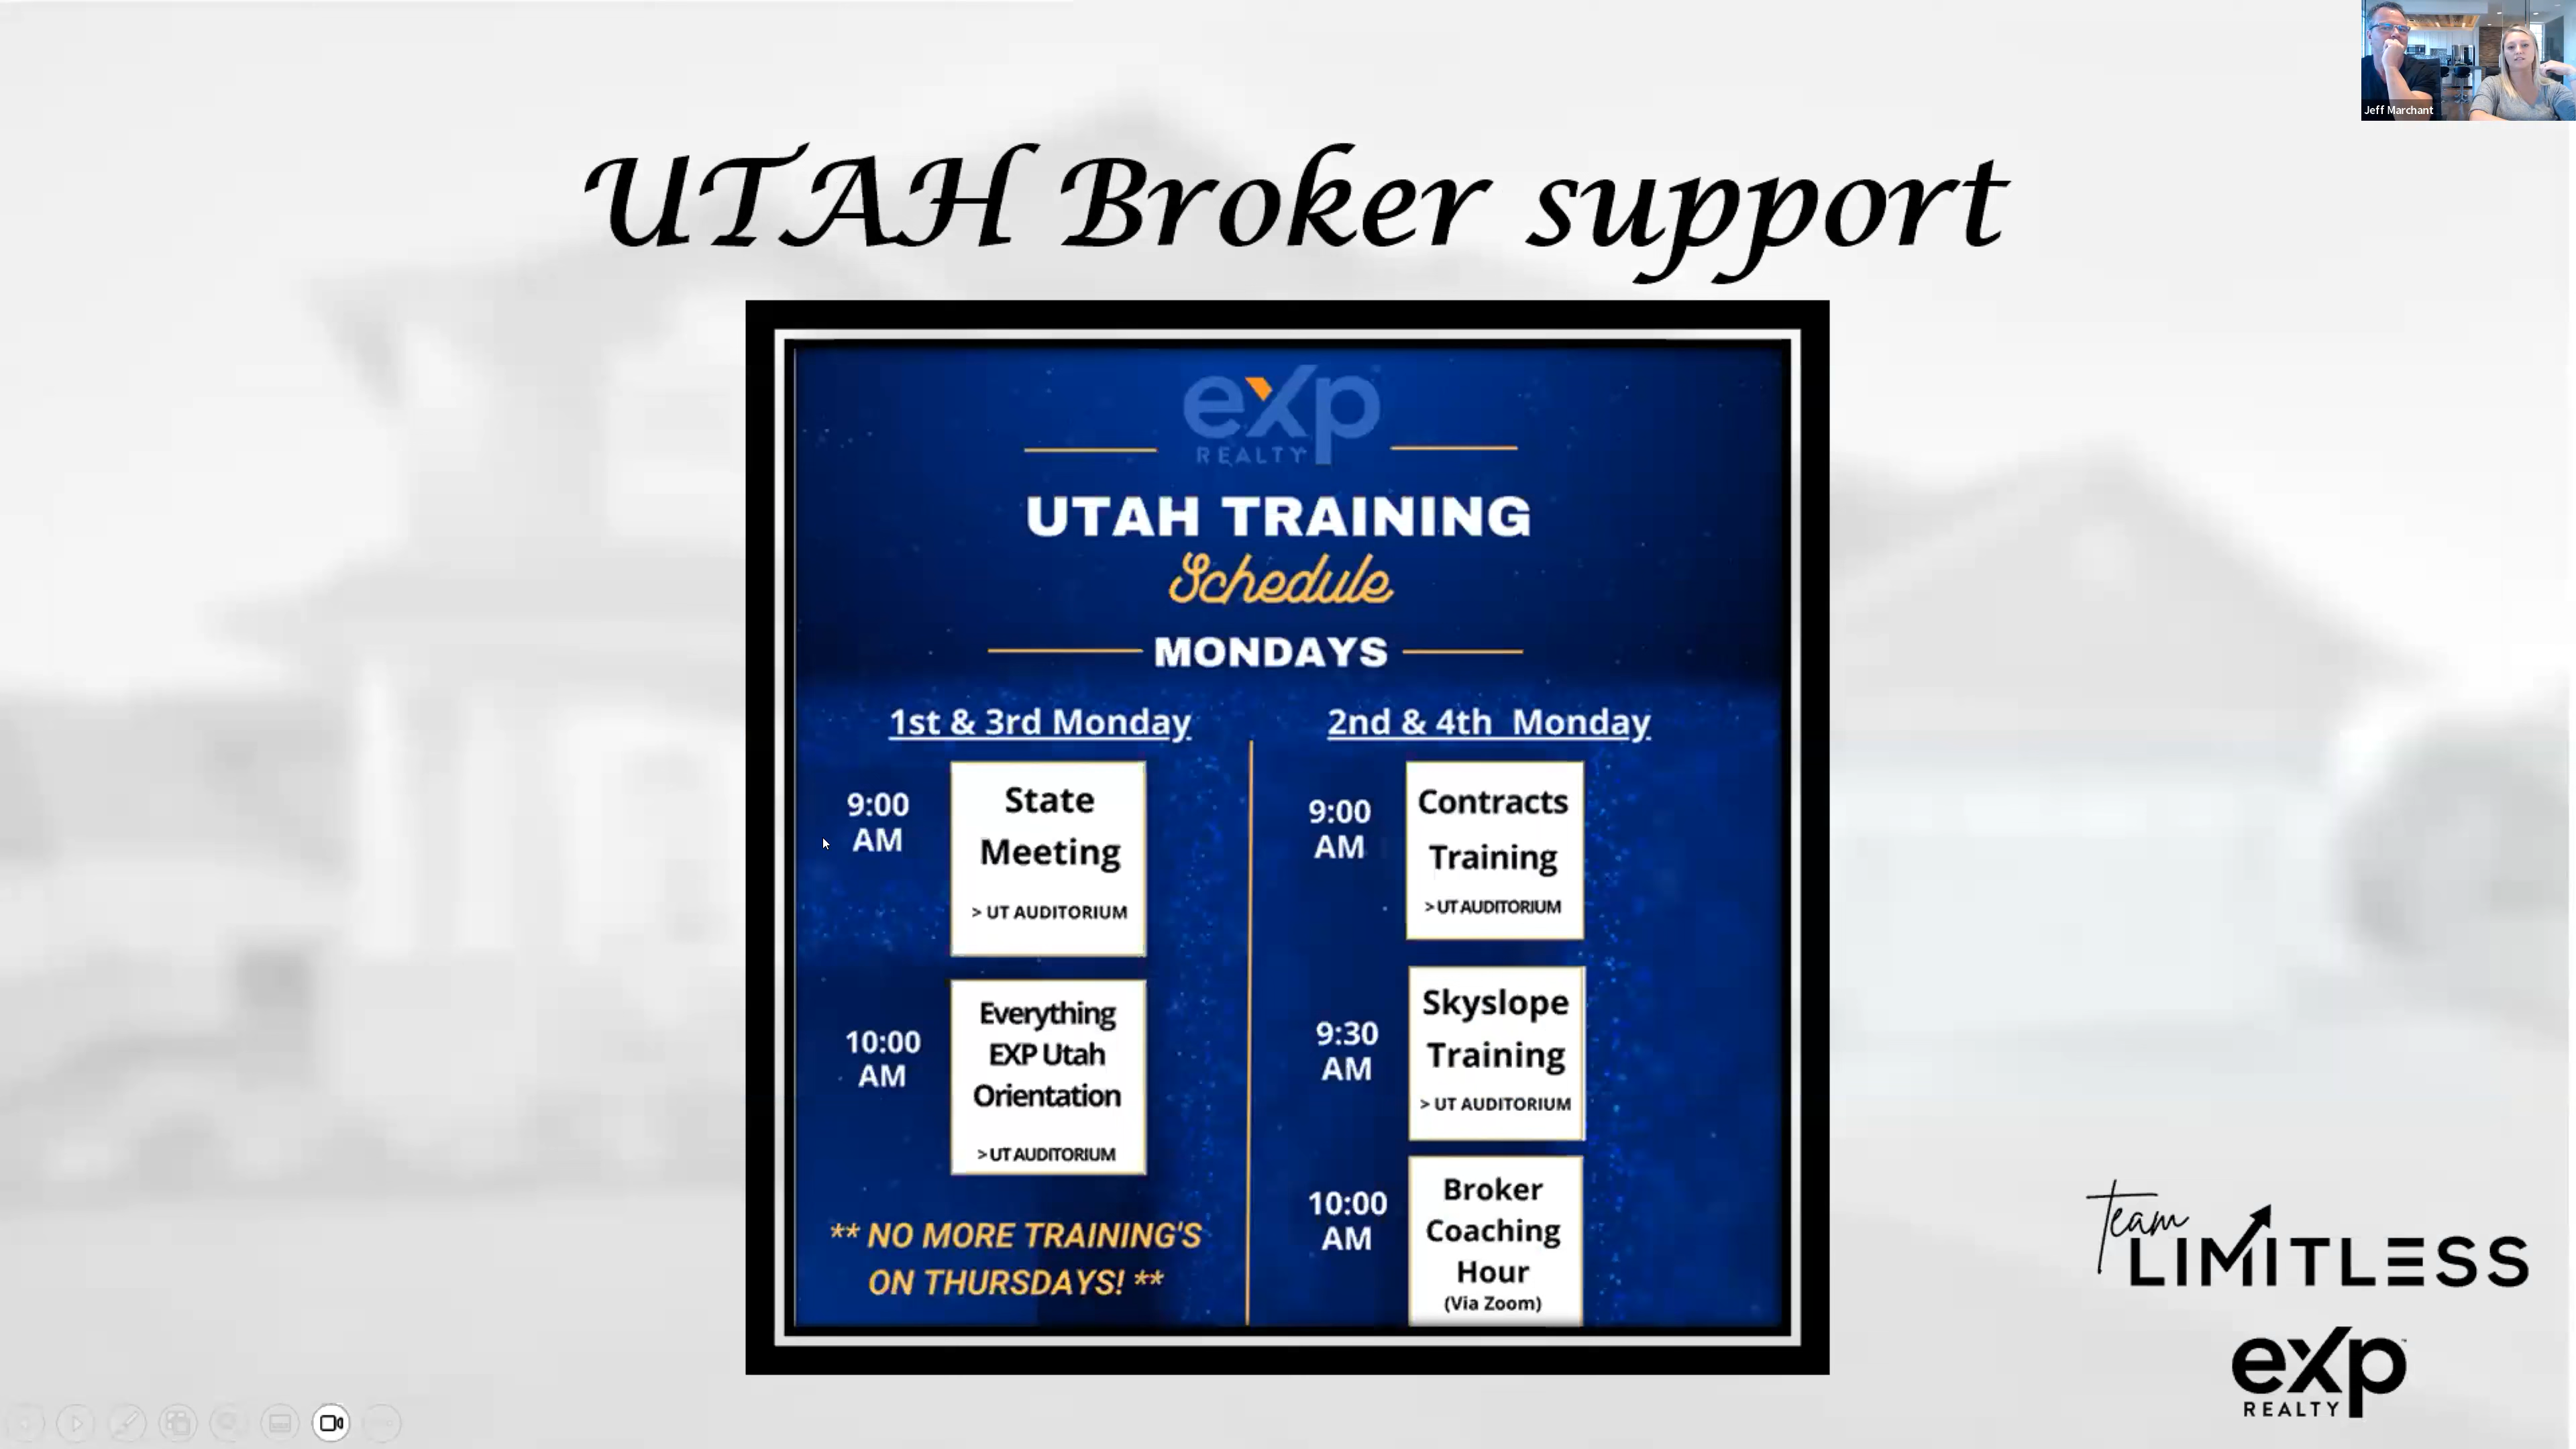 Jeff Marchant
UTAH Broker support
eXp
REALTY
UTAH TRAINING
Schedule
MONDAYS
1st & 3rd Monday
9:00
AM
State
Meeting
> UT AUDITORIUM
10:00
AM
Everything
EXP Utah
Orientation
> UT AUDITORIUM
** NO MORE TRAINING'S
ON THURSDAYS! **
2nd & 4th Monday
9:00
AM
Contracts
Training
> UT AUDITORIUM
9:30
AM
Skyslope
Training
> UT AUDITORIUM
10:00
AM
Broker
Coaching
Hour
(Via Zoom)
team
LIMITLESS
eXp
REALTY